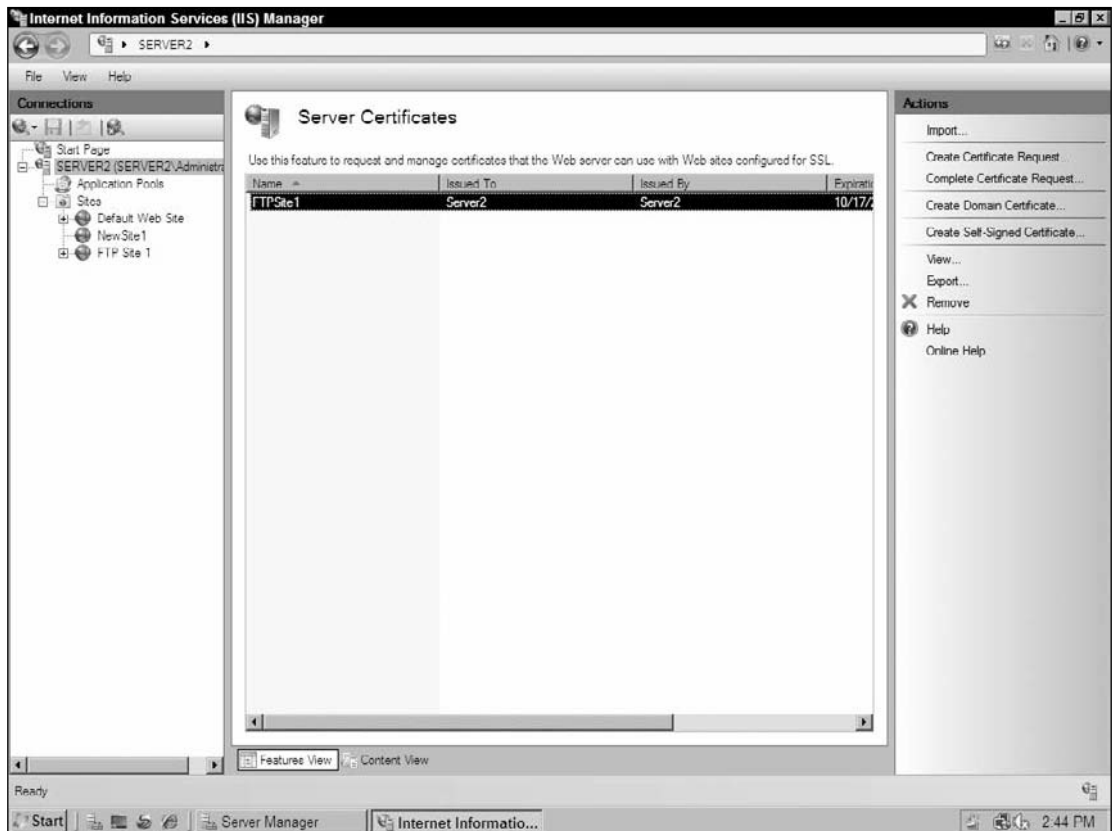 Internet Information Services (IIS) Manager
SERVER2
File View Help
Connections
Start Page
SERVER2 (SERVER2\Administra
Application Pools
Sites
Default Web Site
NewSite1
FTP Site 1
Server Certificates
Use this feature to request and manage certificates that the Web server can use with Web sites configured for SSL.
Name Issued To Issued By Expiratio
FTPSite1 Server2 Server2 10/17/2
Features View Content View
Actions
Import...
Create Certificate Request...
Complete Certificate Request...
Create Domain Certificate...
Create Self-Signed Certificate...
View...
Export...
Remove
Help
Online Help
Ready
Start Server Manager Internet Informatio... 2:44 PM